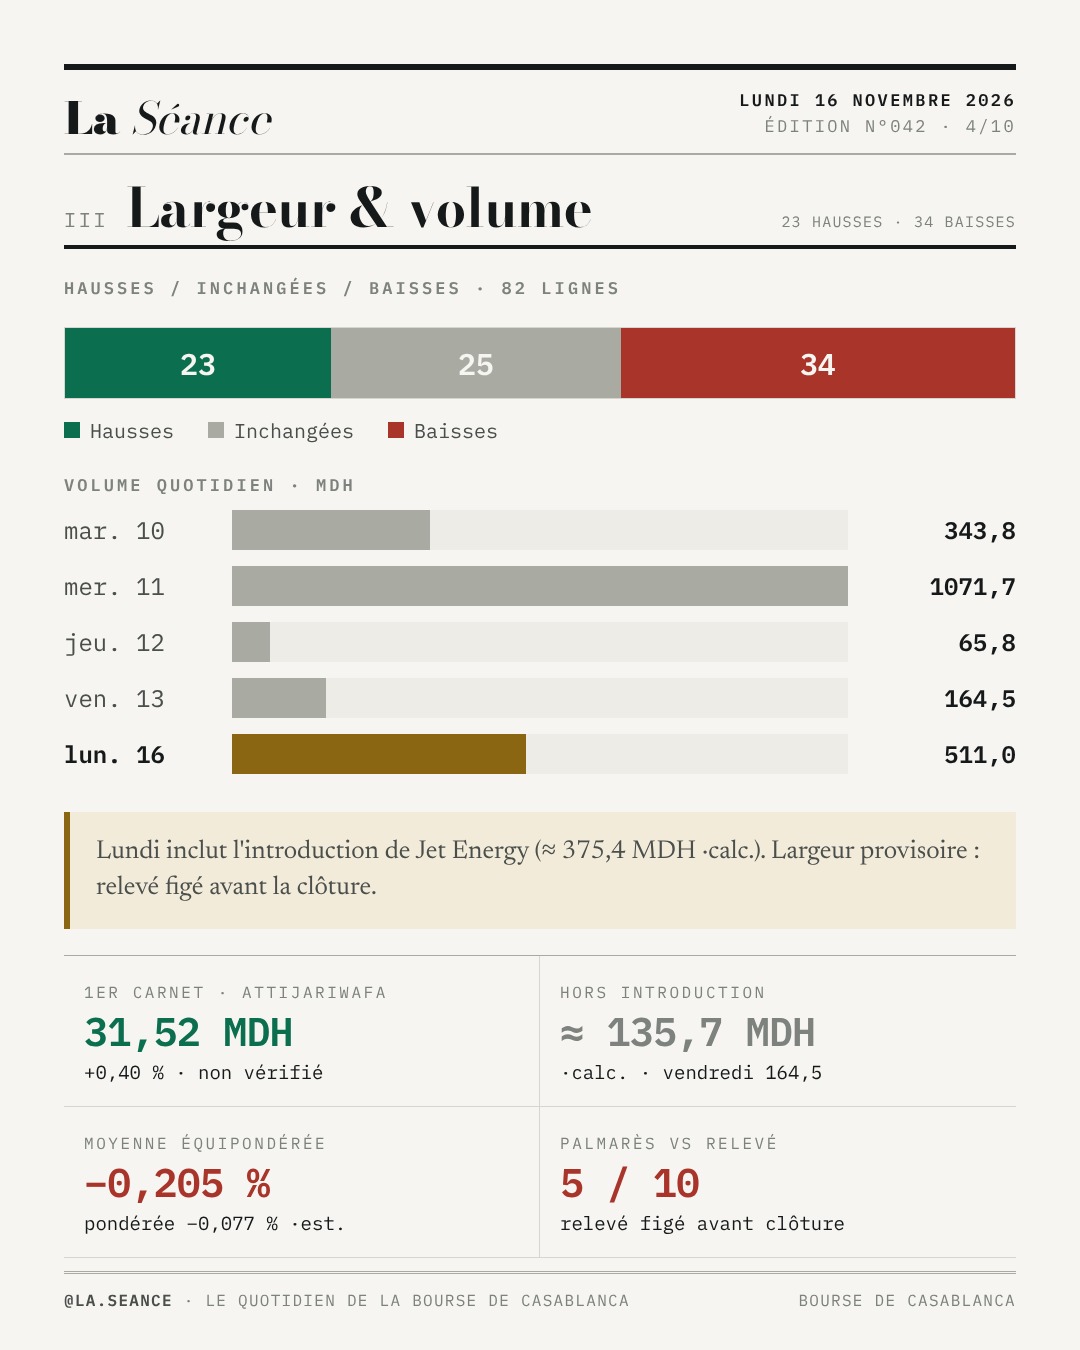 La Séance
LUNDI 16 NOVEMBRE 2026
ÉDITION N°042 · 4/10
III Largeur & volume
23 HAUSSES · 34 BAISSES
HAUSSES / INCHANGÉES / BAISSES · 82 LIGNES
23 25 34
Hausses Inchangées Baisses
VOLUME QUOTIDIEN · MDH
mar. 10 343,8
mer. 11 1071,7
jeu. 12 65,8
ven. 13 164,5
lun. 16 511,0
Lundi inclut l'introduction de Jet Energy (≈ 375,4 MDH ·calc.). Largeur provisoire :
relevé figé avant la clôture.
1ER CARNET · ATTIJARIWAFA
31,52 MDH
+0,40 % · non vérifié
HORS INTRODUCTION
≈ 135,7 MDH
·calc. · vendredi 164,5
MOYENNE ÉQUIPONDÉRÉE
−0,205 %
pondérée −0,077 % ·est.
PALMARÈS VS RELEVÉ
5 / 10
relevé figé avant clôture
@LA.SEANCE · LE QUOTIDIEN DE LA BOURSE DE CASABLANCA
BOURSE DE CASABLANCA